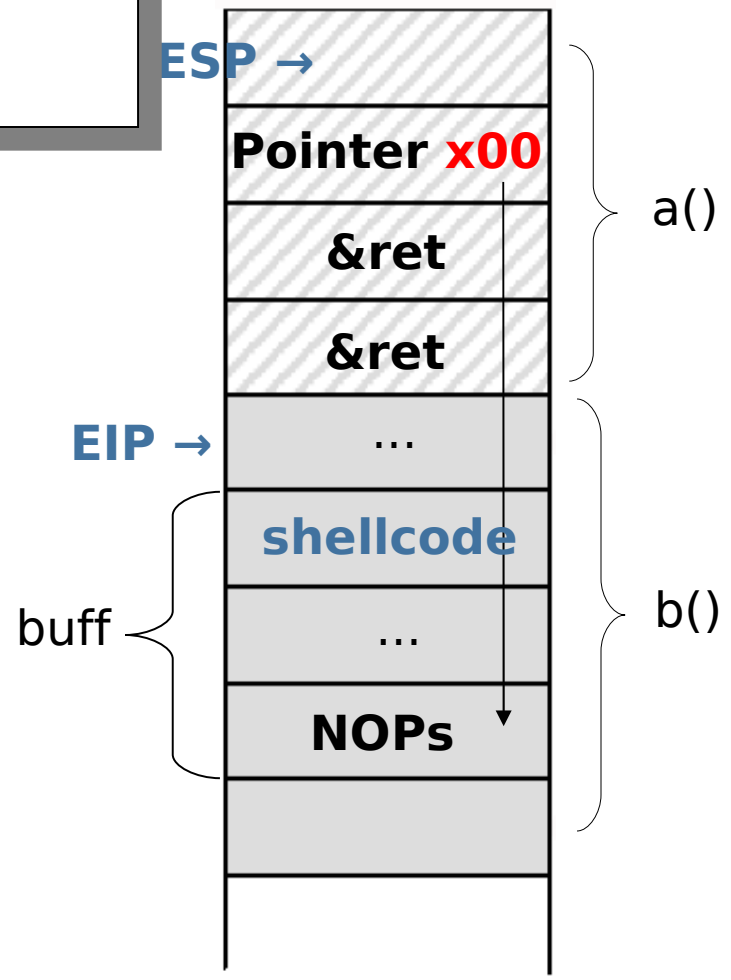 ESP →
Pointer x00
&ret
a()
&ret
EIP →
...
shellcode
buff
...
b()
NOPs